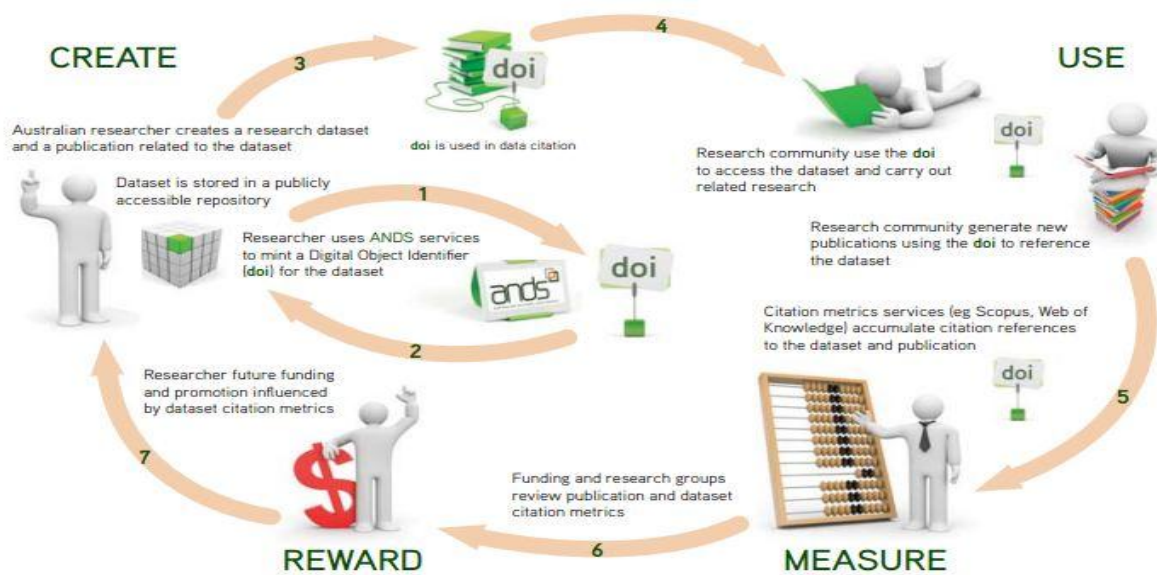 CREATE
3
4
USE
doi
doi is used in data citation
Australian researcher creates a research dataset
and a publication related to the dataset
Dataset is stored in a publicly
accessible repository
1
Researcher uses ANDS services
to mint a Digital Object Identifier
(doi) for the dataset
ands
doi
2
doi
Research community use the doi
to access the dataset and carry out
related research
Research community generate new
publications using the doi to reference
the dataset
Citation metrics services (eg Scopus, Web of
Knowledge) accumulate citation references
to the dataset and publication
doi
5
Researcher future funding
and promotion influenced
by dataset citation metrics
7
Funding and research groups
review publication and dataset
citation metrics
6
REWARD
MEASURE